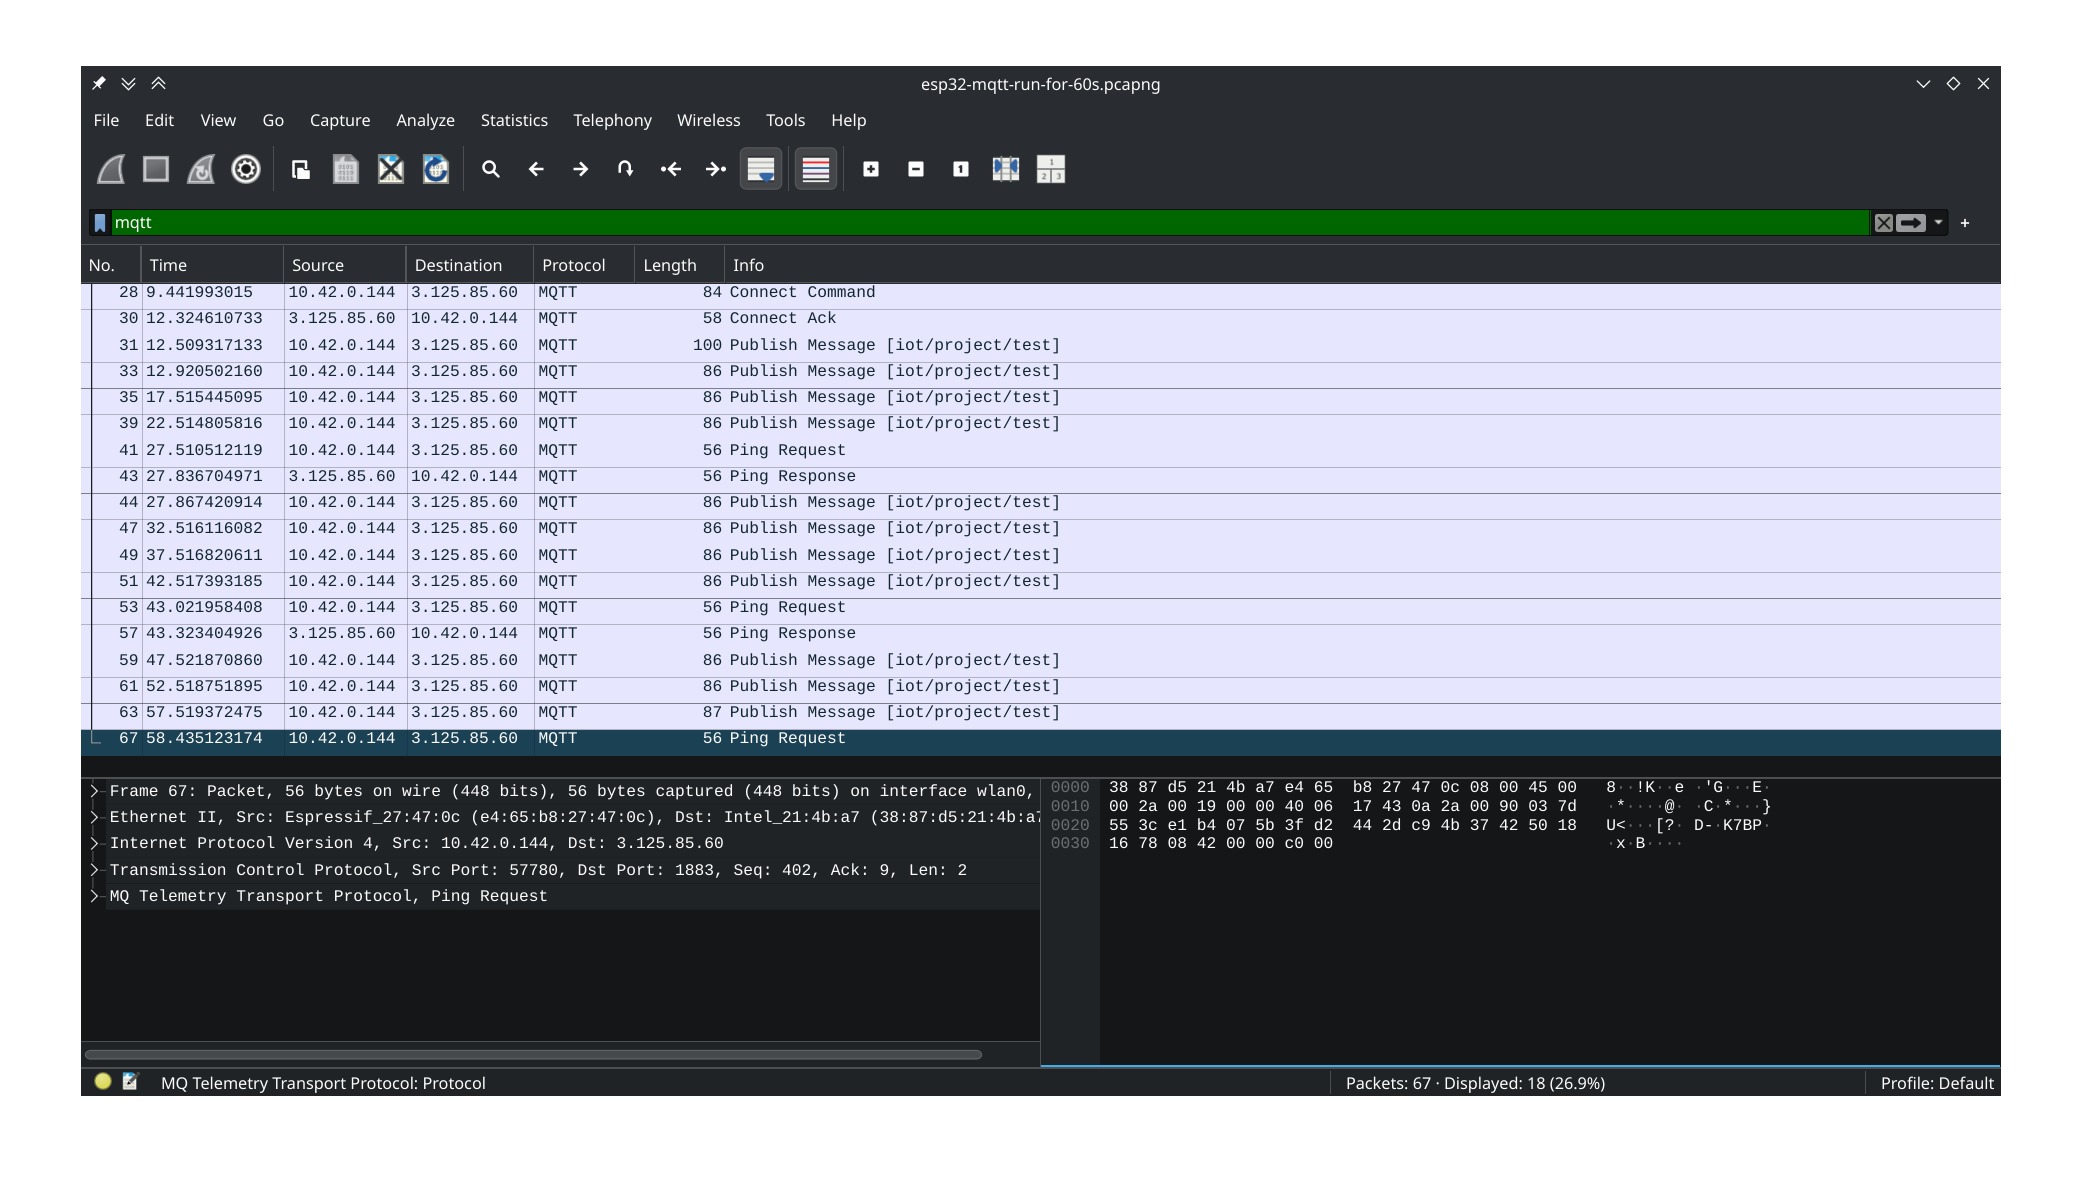 esp32-mqtt-run-for-60s.pcapng
File Edit View Go Capture Analyze Statistics Telephony Wireless Tools Help
mqtt
No. Time Source Destination Protocol Length Info
28 9.441993015 10.42.0.144 3.125.85.60 MQTT 84 Connect Command
30 12.324610733 3.125.85.60 10.42.0.144 MQTT 58 Connect Ack
31 12.509317133 10.42.0.144 3.125.85.60 MQTT 100 Publish Message [iot/project/test]
33 12.920502160 10.42.0.144 3.125.85.60 MQTT 86 Publish Message [iot/project/test]
35 17.515445095 10.42.0.144 3.125.85.60 MQTT 86 Publish Message [iot/project/test]
39 22.514805816 10.42.0.144 3.125.85.60 MQTT 86 Publish Message [iot/project/test]
41 27.510512119 10.42.0.144 3.125.85.60 MQTT 56 Ping Request
43 27.836704971 3.125.85.60 10.42.0.144 MQTT 56 Ping Response
44 27.867420914 10.42.0.144 3.125.85.60 MQTT 86 Publish Message [iot/project/test]
47 32.516116082 10.42.0.144 3.125.85.60 MQTT 86 Publish Message [iot/project/test]
49 37.516820611 10.42.0.144 3.125.85.60 MQTT 86 Publish Message [iot/project/test]
51 42.517393185 10.42.0.144 3.125.85.60 MQTT 86 Publish Message [iot/project/test]
53 43.021958408 10.42.0.144 3.125.85.60 MQTT 56 Ping Request
57 43.323404926 3.125.85.60 10.42.0.144 MQTT 56 Ping Response
59 47.521870860 10.42.0.144 3.125.85.60 MQTT 86 Publish Message [iot/project/test]
61 52.518751895 10.42.0.144 3.125.85.60 MQTT 86 Publish Message [iot/project/test]
63 57.519372475 10.42.0.144 3.125.85.60 MQTT 87 Publish Message [iot/project/test]
67 58.435123174 10.42.0.144 3.125.85.60 MQTT 56 Ping Request
Frame 67: Packet, 56 bytes on wire (448 bits), 56 bytes captured (448 bits) on interface wlan0,
Ethernet II, Src: Espressif_27:47:0c (e4:65:b8:27:47:0c), Dst: Intel_21:4b:a7 (38:87:d5:21:4b:a7
Internet Protocol Version 4, Src: 10.42.0.144, Dst: 3.125.85.60
Transmission Control Protocol, Src Port: 57780, Dst Port: 1883, Seq: 402, Ack: 9, Len: 2
MQ Telemetry Transport Protocol, Ping Request
0000 38 87 d5 21 4b a7 e4 65 b8 27 47 0c 08 00 45 00 8··!K··e ·'G···E·
0010 00 2a 00 19 00 00 40 06 17 43 0a 2a 00 90 03 7d ·*····@· ·C·*···}
0020 55 3c e1 b4 07 5b 3f d2 44 2d c9 4b 37 42 50 18 U<···[?· D-·K7BP·
0030 16 78 08 42 00 00 c0 00 ·x·B····
MQ Telemetry Transport Protocol: Protocol
Packets: 67 · Displayed: 18 (26.9%)
Profile: Default